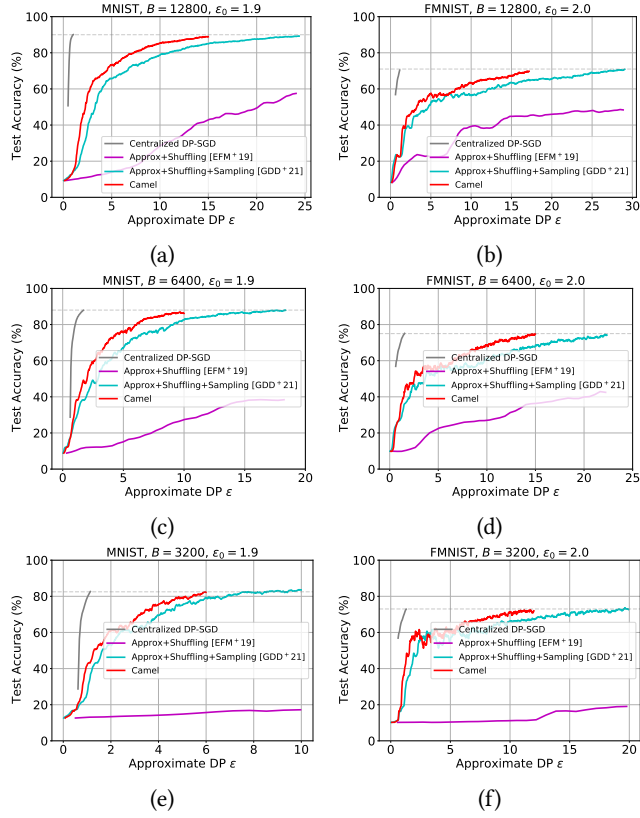 MNIST, B = 12800, ε₀ = 1.9
Test Accuracy (%)
100
80
60
40
20
0
Centralized DP-SGD
Approx+Shuffling [EFM⁺19]
Approx+Shuffling+Sampling [GDD⁺21]
Camel
0 5 10 15 20 25
Approximate DP ε
(a)
FMNIST, B = 12800, ε₀ = 2.0
Test Accuracy (%)
100
80
60
40
20
0
Centralized DP-SGD
Approx+Shuffling [EFM⁺19]
Approx+Shuffling+Sampling [GDD⁺21]
Camel
0 5 10 15 20 25 30
Approximate DP ε
(b)
MNIST, B = 6400, ε₀ = 1.9
Test Accuracy (%)
100
80
60
40
20
0
Centralized DP-SGD
Approx+Shuffling [EFM⁺19]
Approx+Shuffling+Sampling [GDD⁺21]
Camel
0 5 10 15 20
Approximate DP ε
(c)
FMNIST, B = 6400, ε₀ = 2.0
Test Accuracy (%)
100
80
60
40
20
0
Centralized DP-SGD
Approx+Shuffling [EFM⁺19]
Approx+Shuffling+Sampling [GDD⁺21]
Camel
0 5 10 15 20 25
Approximate DP ε
(d)
MNIST, B = 3200, ε₀ = 1.9
Test Accuracy (%)
100
80
60
40
20
0
Centralized DP-SGD
Approx+Shuffling [EFM⁺19]
Approx+Shuffling+Sampling [GDD⁺21]
Camel
0 2 4 6 8 10
Approximate DP ε
(e)
FMNIST, B = 3200, ε₀ = 2.0
Test Accuracy (%)
100
80
60
40
20
0
Centralized DP-SGD
Approx+Shuffling [EFM⁺19]
Approx+Shuffling+Sampling [GDD⁺21]
Camel
0 5 10 15 20
Approximate DP ε
(f)